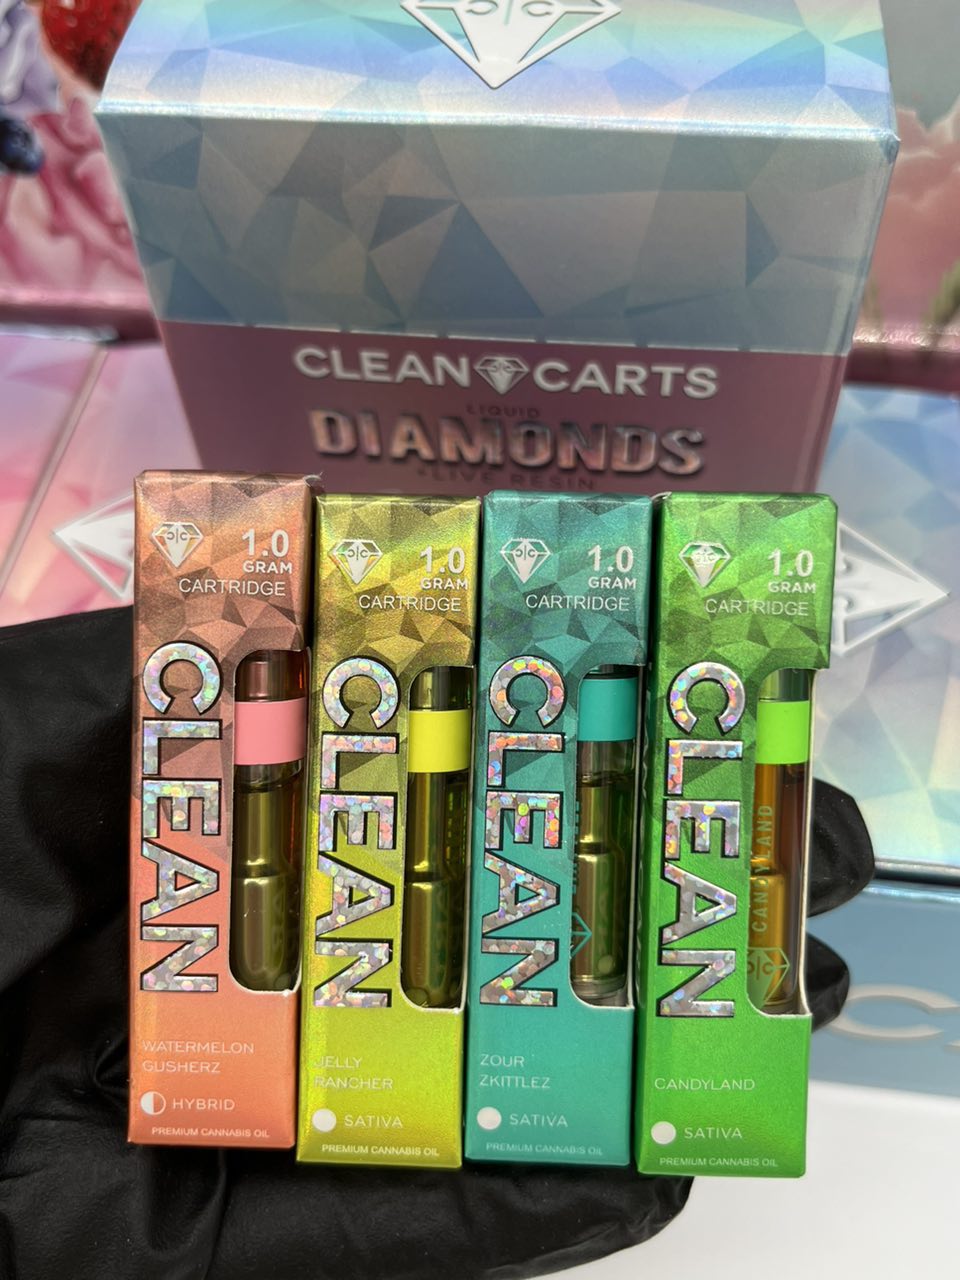 CLEAN CARTS
LIQUID
DIAMONDS
+LIVE RESIN
1.0
GRAM
CARTRIDGE
CLEAN
WATERMELON
GUSHERZ
HYBRID
PREMIUM CANNABIS OIL
1.0
GRAM
CARTRIDGE
CLEAN
JELLY
RANCHER
SATIVA
PREMIUM CANNABIS OIL
1.0
GRAM
CARTRIDGE
CLEAN
ZOUR
ZKITTLEZ
SATIVA
PREMIUM CANNABIS OIL
1.0
GRAM
CARTRIDGE
CLEAN
CANDYLAND
CANDYLAND
SATIVA
PREMIUM CANNABIS OIL